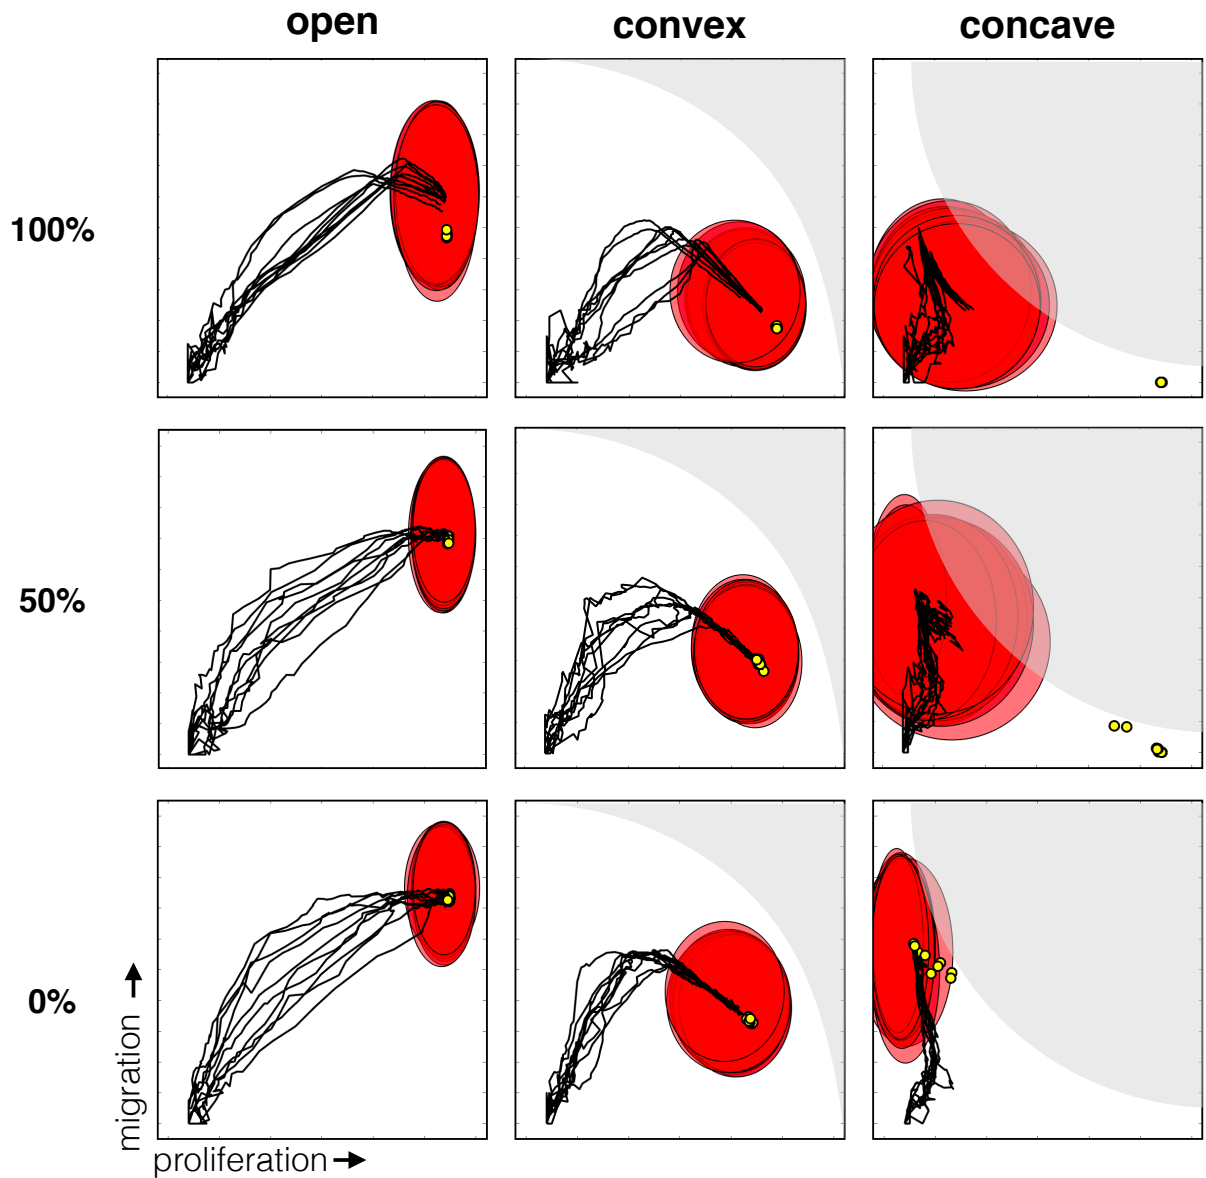 open convex concave
100%
50%
0%
migration
proliferation